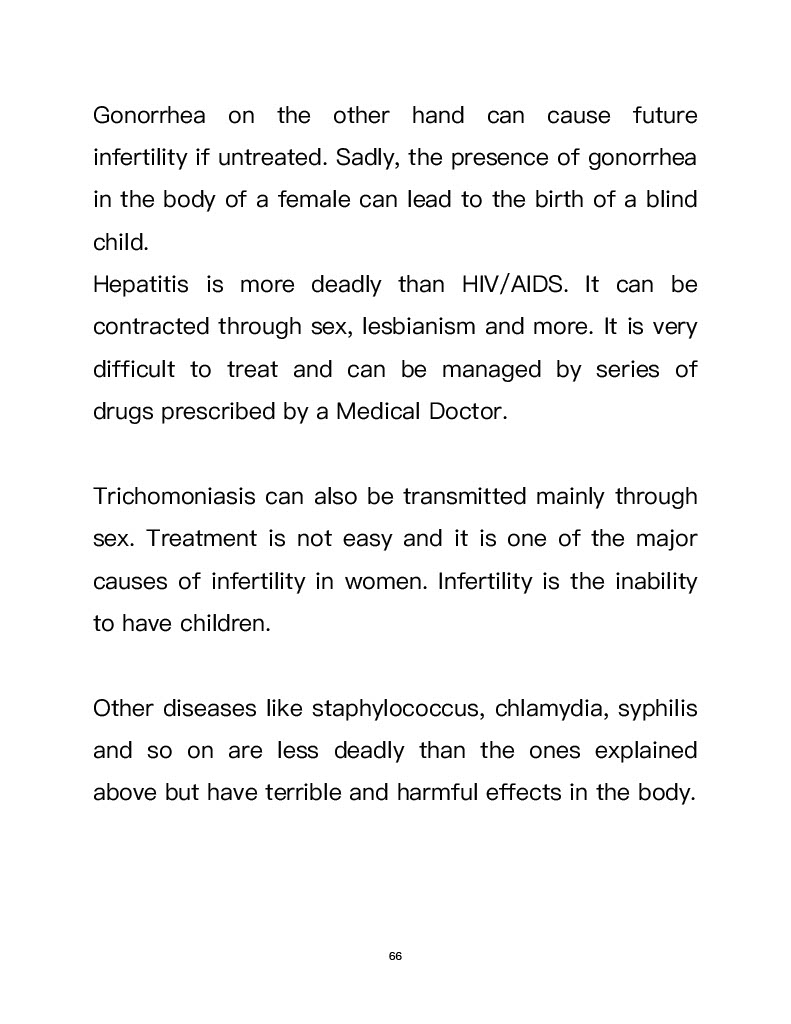 Gonorrhea on the other hand can cause future
infertility if untreated. Sadly, the presence of gonorrhea
in the body of a female can lead to the birth of a blind
child.
Hepatitis is more deadly than HIV/AIDS. It can be
contracted through sex, lesbianism and more. It is very
difficult to treat and can be managed by series of
drugs prescribed by a Medical Doctor.
Trichomoniasis can also be transmitted mainly through
sex. Treatment is not easy and it is one of the major
causes of infertility in women. Infertility is the inability
to have children.
Other diseases like staphylococcus, chlamydia, syphilis
and so on are less deadly than the ones explained
above but have terrible and harmful effects in the body.
66